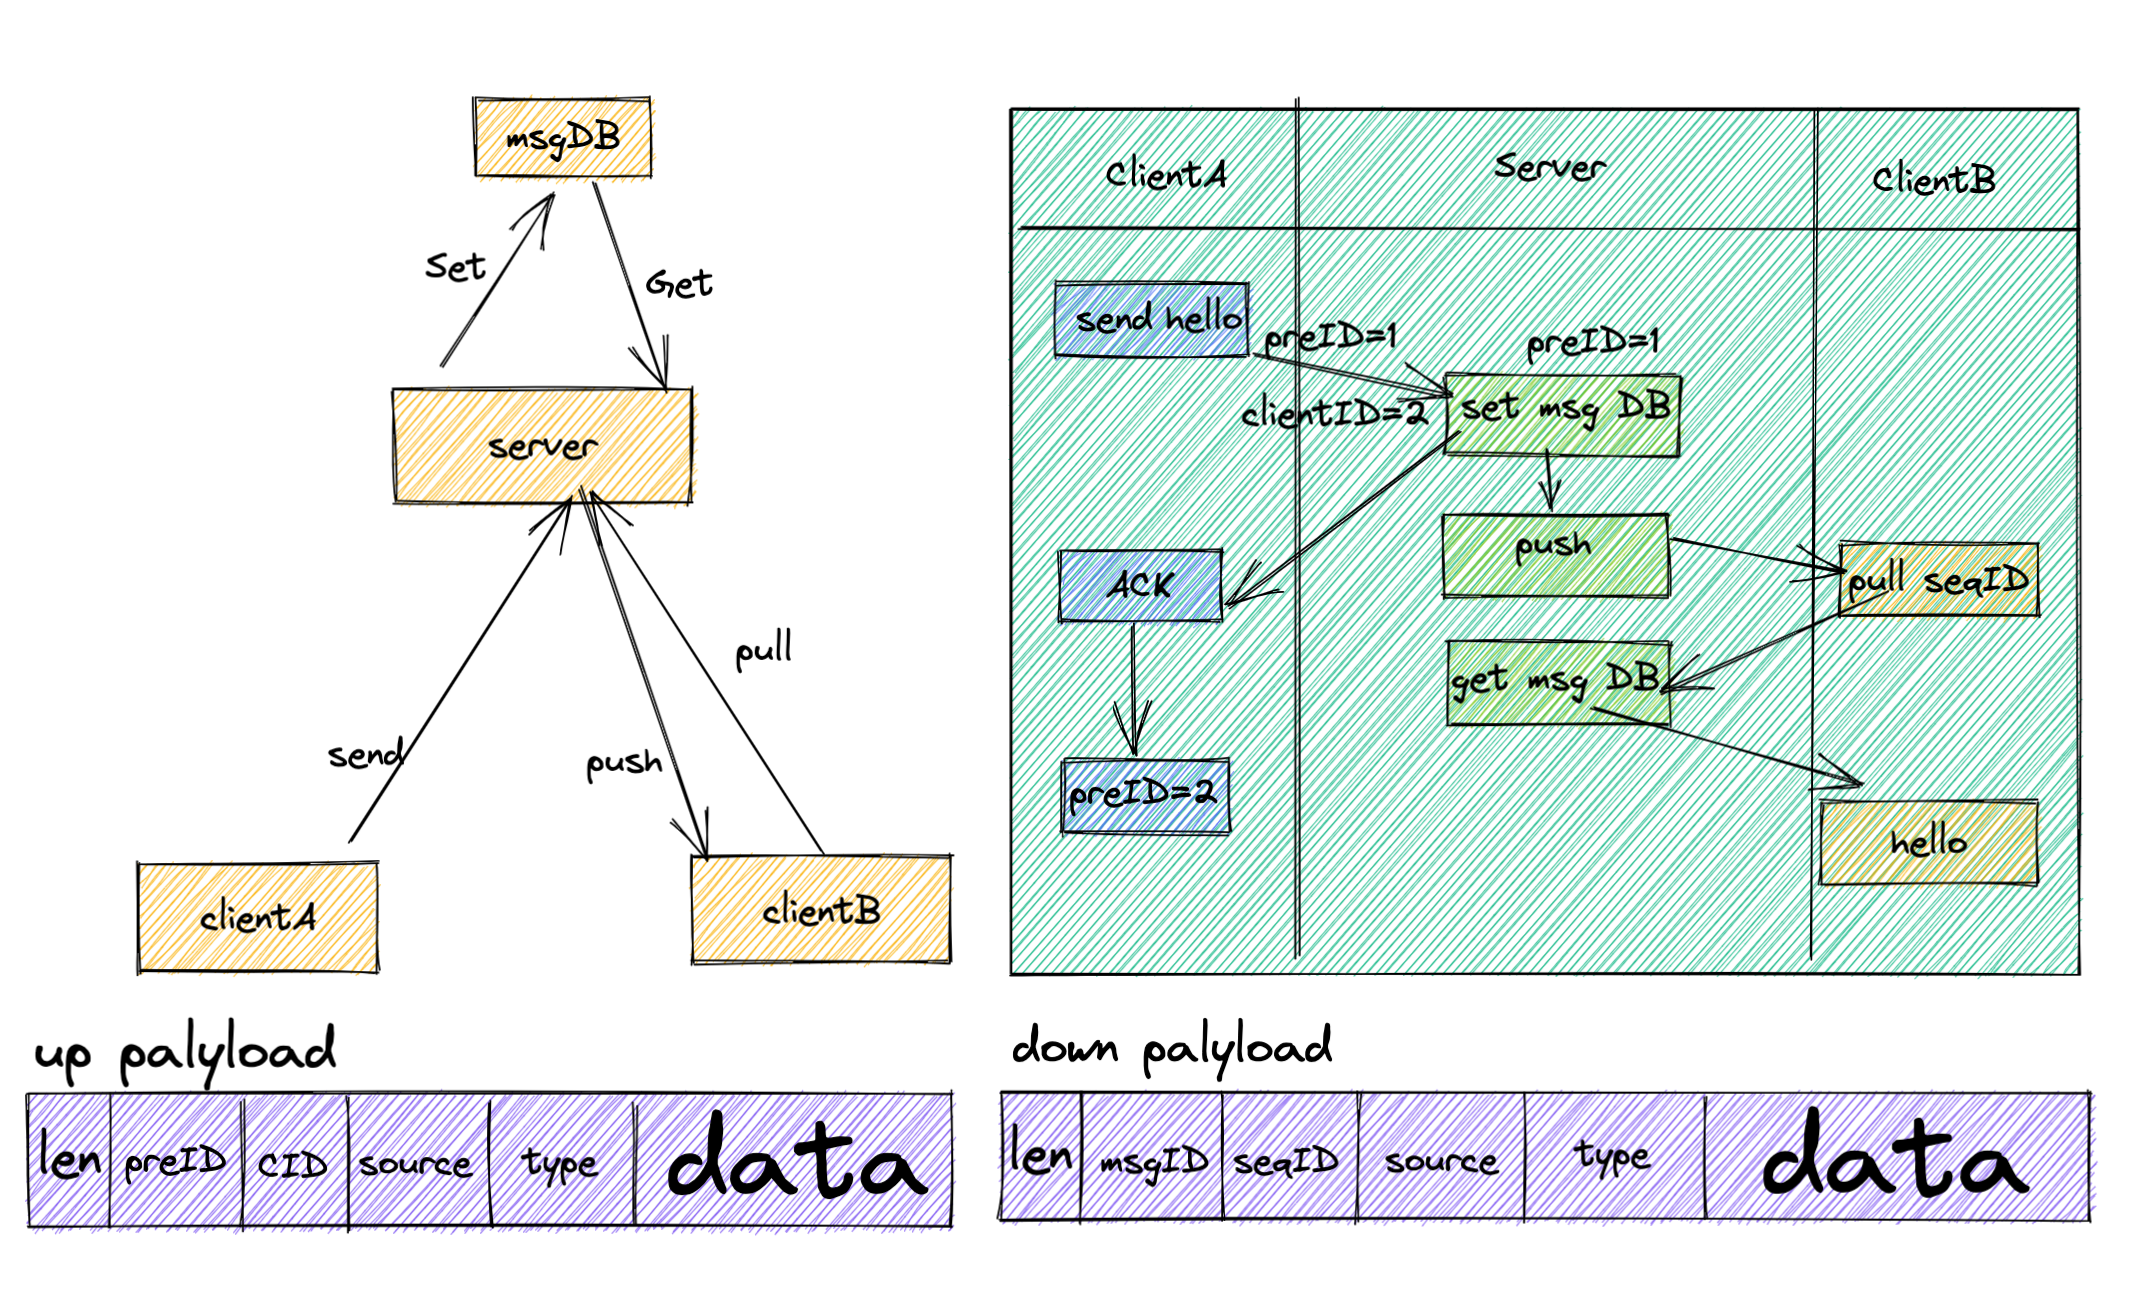 msgDB
Set
Get
server
send
push
pull
clientA
clientB
ClientA
Server
ClientB
send hello
preID=1
preID=1
clientID=2
set msg DB
push
ACK
pull seqID
get msg DB
preID=2
hello
up palyload
len preID CID source type data
down palyload
len msgID seqID source type data